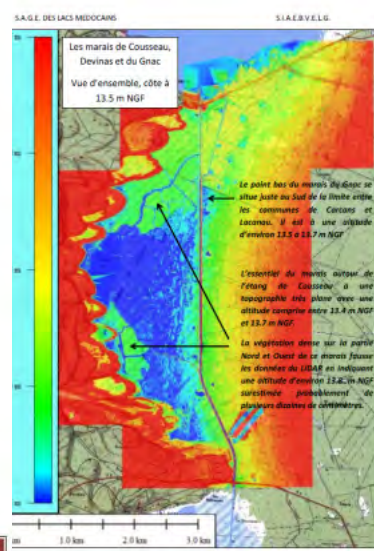 S.A.G.E. DES LACS MEDOCAINS
S.I.A.E.B.V.E.L.G.
Les marais de Cousseau,
Devinas et du Gnac
Vue d'ensemble, côte à
13.5 m NGF
Le point bas du marais du Gnac se
situe juste au Sud de la limite entre
les communes de Carcans et
Lacanau. Il est à une altitude
d'environ 13.5 à 13.7 m NGF
L'essentiel du marais autour de
l'étang de Cousseau à une
topographie très plane avec une
altitude comprise entre 13.4 m NGF
et 13.7 m NGF.
La végétation dense sur la partie
Nord et Ouest de ce marais fausse
les données du LIDAR en indiquant
une altitude d'environ m NGF
surestimée probablement de
plusieurs dizaines de centimètres.
1.0 km
2.0 km
3.0 km